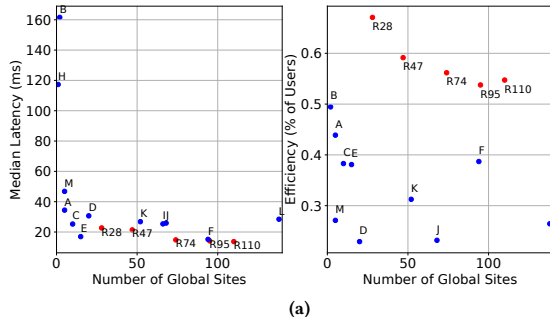 160
140
120
100
80
60
40
20
Median Latency (ms)
B
H
M
A
C
D
E
R28
R47
K
IJ
R74
F
R95
R110
L
0
50
100
Number of Global Sites
0.6
0.5
0.4
0.3
Efficiency (% of Users)
R28
R47
R74
R95
R110
B
A
C
E
F
K
M
D
J
0
50
100
Number of Global Sites
(a)